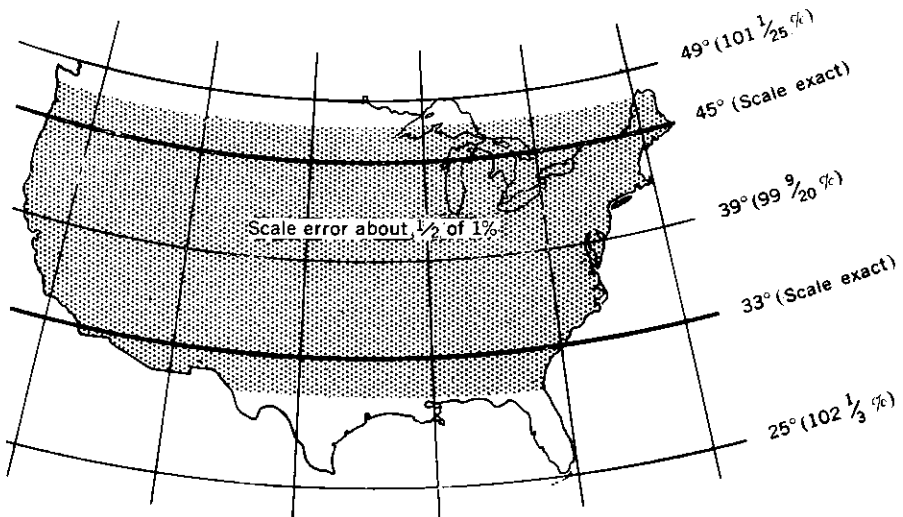 49° (101 1/25 %)
45° (Scale exact)
39° (99 9/20 %)
Scale error about 1/2 of 1%
33° (Scale exact)
25° (102 1/3 %)